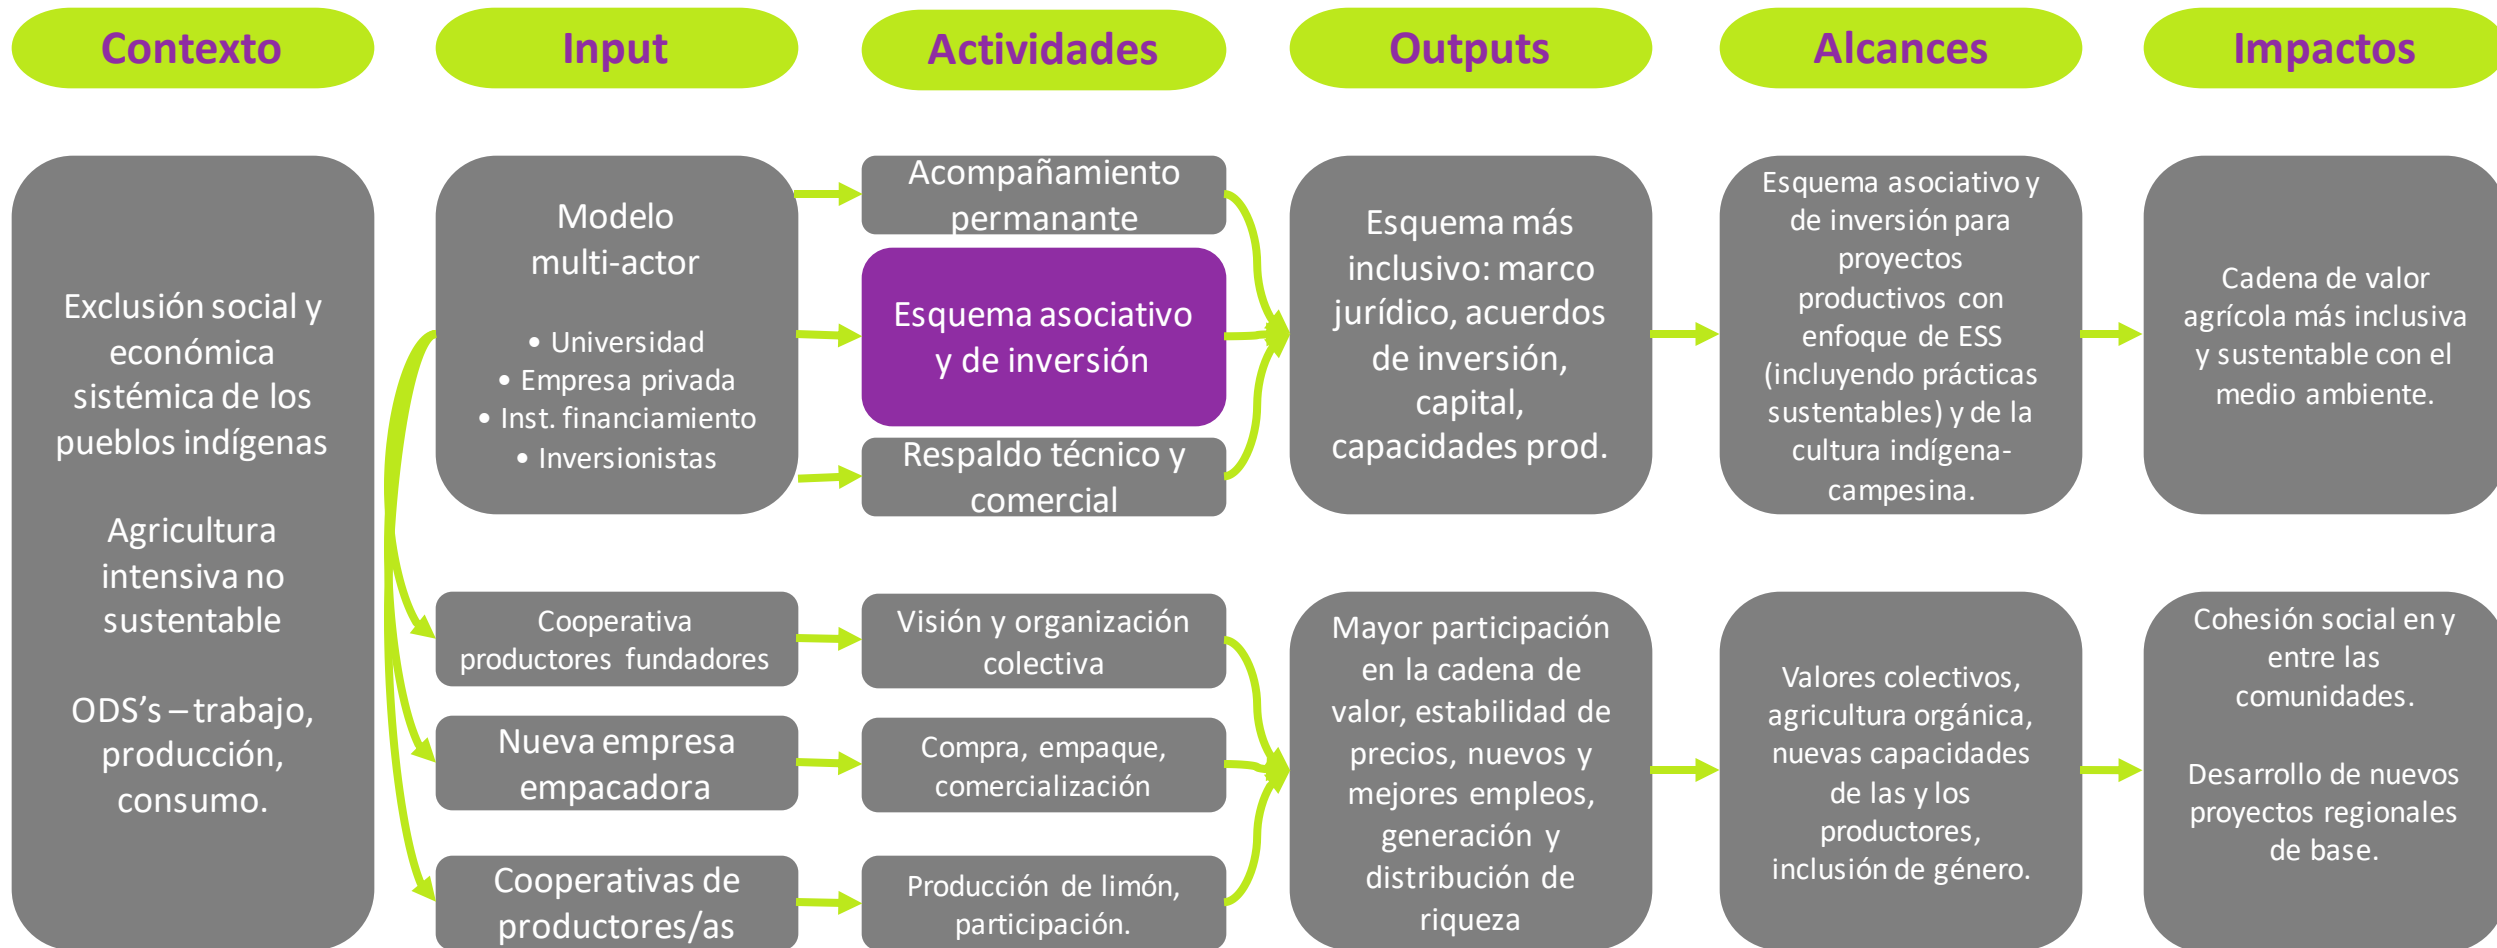 Contexto
Input
Actividades
Outputs
Alcances
Impactos
Exclusión social y
económica
sistémica de los
pueblos indígenas
Agricultura
intensiva no
sustentable
ODS’s – trabajo,
producción,
consumo.
Modelo
multi-actor
• Universidad
• Empresa privada
• Inst. financiamiento
• Inversionistas
Cooperativa
productores fundadores
Nueva empresa
empacadora
Cooperativas de
productores/as
Acompañamiento
permanante
Esquema asociativo
y de inversión
Respaldo técnico y
comercial
Visión y organización
colectiva
Compra, empaque,
comercialización
Producción de limón,
participación.
Esquema más
inclusivo: marco
jurídico, acuerdos
de inversión,
capital,
capacidades prod.
Mayor participación
en la cadena de
valor, estabilidad de
precios, nuevos y
mejores empleos,
generación y
distribución de
riqueza
Esquema asociativo y
de inversión para
proyectos
productivos con
enfoque de ESS
(incluyendo prácticas
sustentables) y de la
cultura indígena-
campesina.
Valores colectivos,
agricultura orgánica,
nuevas capacidades
de las y los
productores,
inclusión de género.
Cadena de valor
agrícola más inclusiva
y sustentable con el
medio ambiente.
Cohesión social en y
entre las
comunidades.
Desarrollo de nuevos
proyectos regionales
de base.